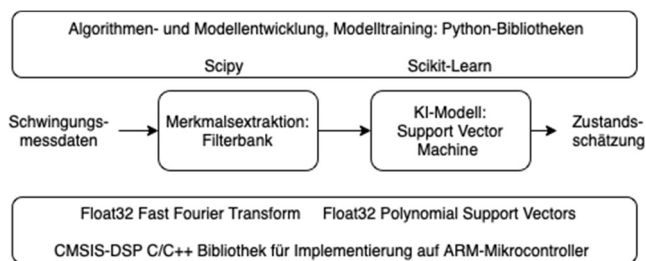 Algorithmen- und Modellentwicklung, Modelltraining: Python-Bibliotheken
Scipy Scikit-Learn
Schwingungs-
messdaten
Merkmalsextraktion:
Filterbank
KI-Modell:
Support Vector
Machine
Zustands-
schätzung
Float32 Fast Fourier Transform Float32 Polynomial Support Vectors
CMSIS-DSP C/C++ Bibliothek für Implementierung auf ARM-Mikrocontroller